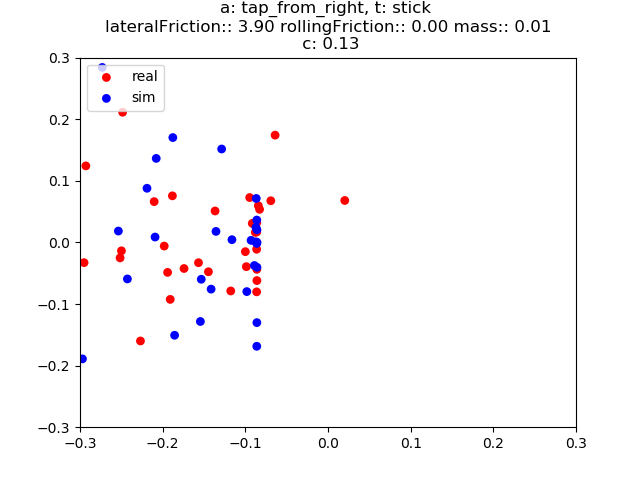 a: tap_from_right, t: stick
lateralFriction:: 3.90 rollingFriction:: 0.00 mass:: 0.01
c: 0.13
real
sim
0.3
0.2
0.1
0.0
−0.1
−0.2
−0.3
−0.3 −0.2 −0.1 0.0 0.1 0.2 0.3